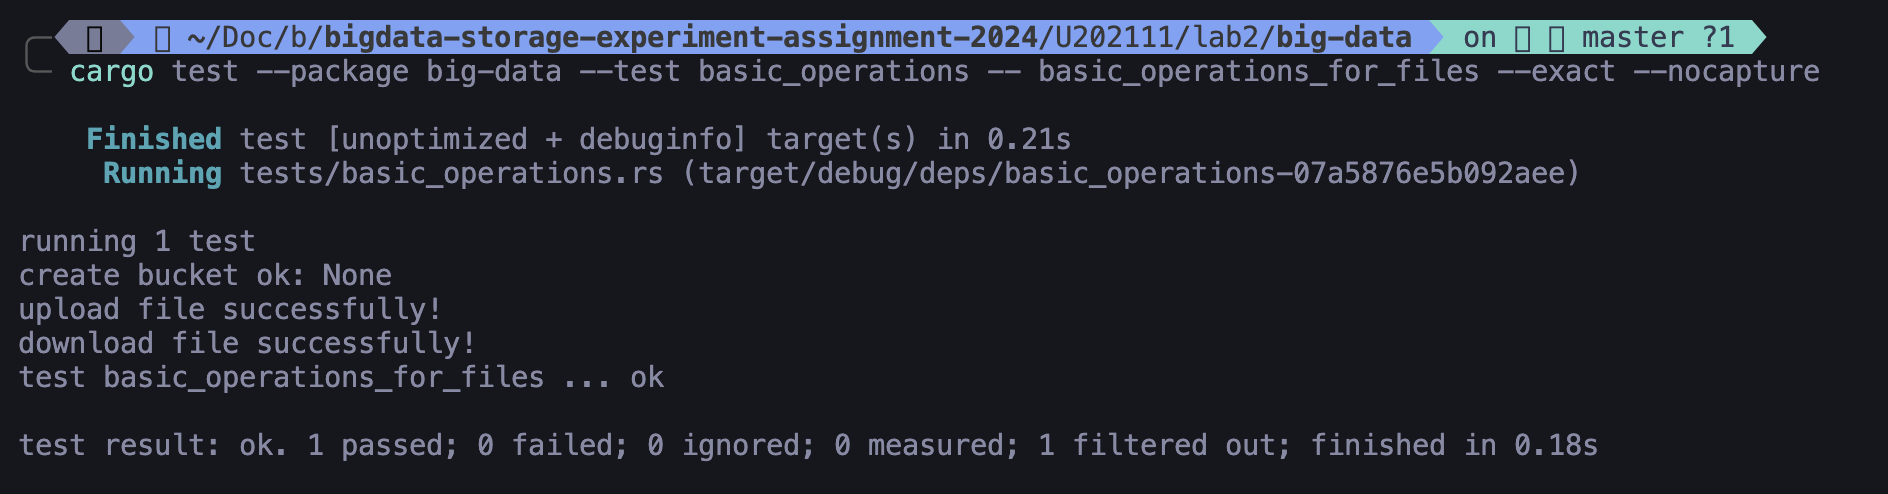 ~/Doc/b/bigdata-storage-experiment-assignment-2024/U202111/lab2/big-data on master ?1
cargo test --package big-data --test basic_operations -- basic_operations_for_files --exact --nocapture
Finished test [unoptimized + debuginfo] target(s) in 0.21s
Running tests/basic_operations.rs (target/debug/deps/basic_operations-07a5876e5b092aee)
running 1 test
create bucket ok: None
upload file successfully!
download file successfully!
test basic_operations_for_files ... ok
test result: ok. 1 passed; 0 failed; 0 ignored; 0 measured; 1 filtered out; finished in 0.18s